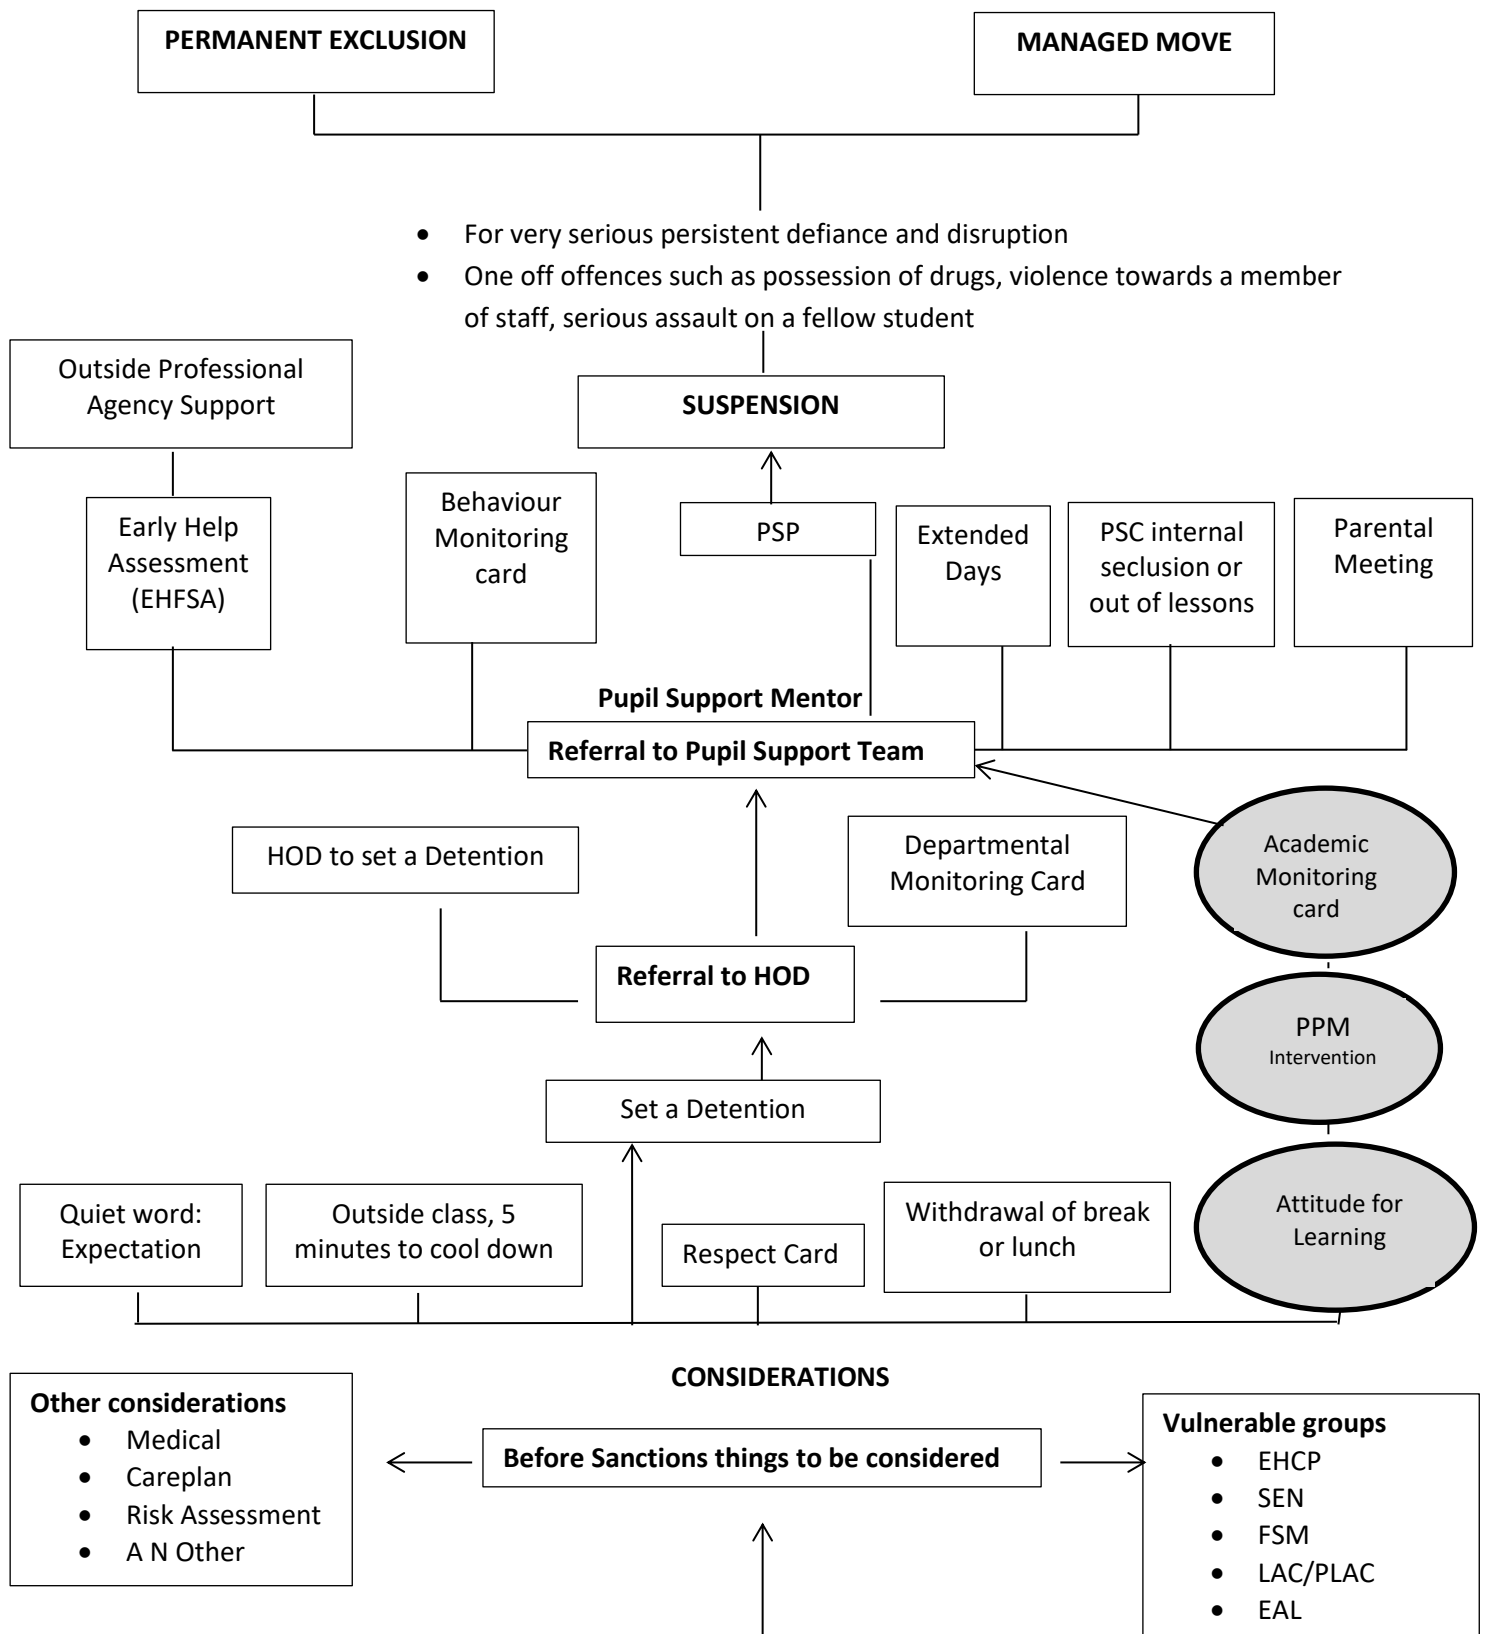 PERMANENT EXCLUSION
MANAGED MOVE
• For very serious persistent defiance and disruption
• One off offences such as possession of drugs, violence towards a member
of staff, serious assault on a fellow student
Outside Professional
Agency Support
SUSPENSION
Early Help
Assessment
(EHFSA)
Behaviour
Monitoring
card
PSP
Extended
Days
PSC internal
seclusion or
out of lessons
Parental
Meeting
Pupil Support Mentor
Referral to Pupil Support Team
HOD to set a Detention
Departmental
Monitoring Card
Academic
Monitoring
card
Referral to HOD
PPM
Intervention
Set a Detention
Quiet word:
Expectation
Outside class, 5
minutes to cool down
Respect Card
Withdrawal of break
or lunch
Attitude for
Learning
CONSIDERATIONS
Other considerations
• Medical
• Careplan
• Risk Assessment
• A N Other
Before Sanctions things to be considered
Vulnerable groups
• EHCP
• SEN
• FSM
• LAC/PLAC
• EAL